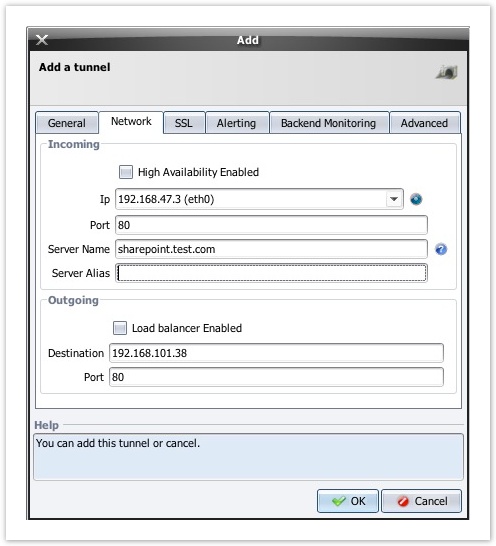 Add
Add a tunnel
General Network SSL Alerting Backend Monitoring Advanced
Incoming
High Availability Enabled
Ip 192.168.47.3 (eth0)
Port 80
Server Name sharepoint.test.com
Server Alias
Outgoing
Load balancer Enabled
Destination 192.168.101.38
Port 80
Help
You can add this tunnel or cancel.
OK Cancel